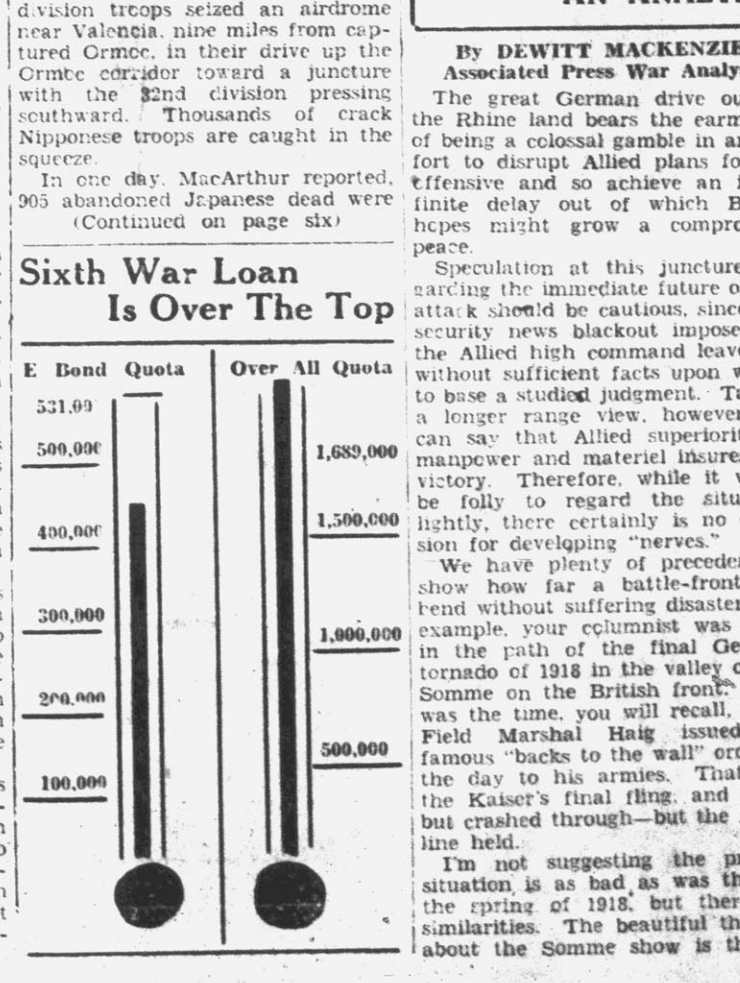 division troops seized an airdrome
near Valencia, nine miles from cap-
tured Ormoc, in their drive up the
Ormoc corridor toward a juncture
with the 32nd division pressing
southward. Thousands of crack
Nipponese troops are caught in the
squeeze.
In one day, MacArthur reported,
905 abandoned Japanese dead were
(Continued on page six)
Sixth War Loan
Is Over The Top
E Bond Quota
531,00
500,000
400,000
300,000
200,000
100,000
Over All Quota
1,689,000
1,500,000
1,000,000
500,000
By DEWITT MACKENZIE
Associated Press War Analy
The great German drive ou
the Rhine land bears the earm
of being a colossal gamble in a
fort to disrupt Allied plans fo
offensive and so achieve an i
finite delay out of which B
hopes might grow a compro
peace.
Speculation at this juncture
garding the immediate future o
attack should be cautious, since
security news blackout impose
the Allied high command leave
without sufficient facts upon w
to base a studied judgment. Ta
a longer range view, however
can say that Allied superiorit
manpower and materiel insure
victory. Therefore, while it w
be folly to regard the situ
lightly, there certainly is no
sion for developing "nerves."
We have plenty of precede
show how far a battle-front
bend without suffering disaster
example, your columnist was
in the path of the final Ge
tornado of 1918 in the valley o
Somme on the British front.
was the time, you will recall,
Field Marshal Haig issued
famous "backs to the wall" ord
the day to his armies. That
the Kaiser's final fling, and
but crashed through—but the
line held.
I'm not suggesting the pr
situation is as bad as was th
the spring of 1918, but ther
similarities. The beautiful th
about the Somme show is th